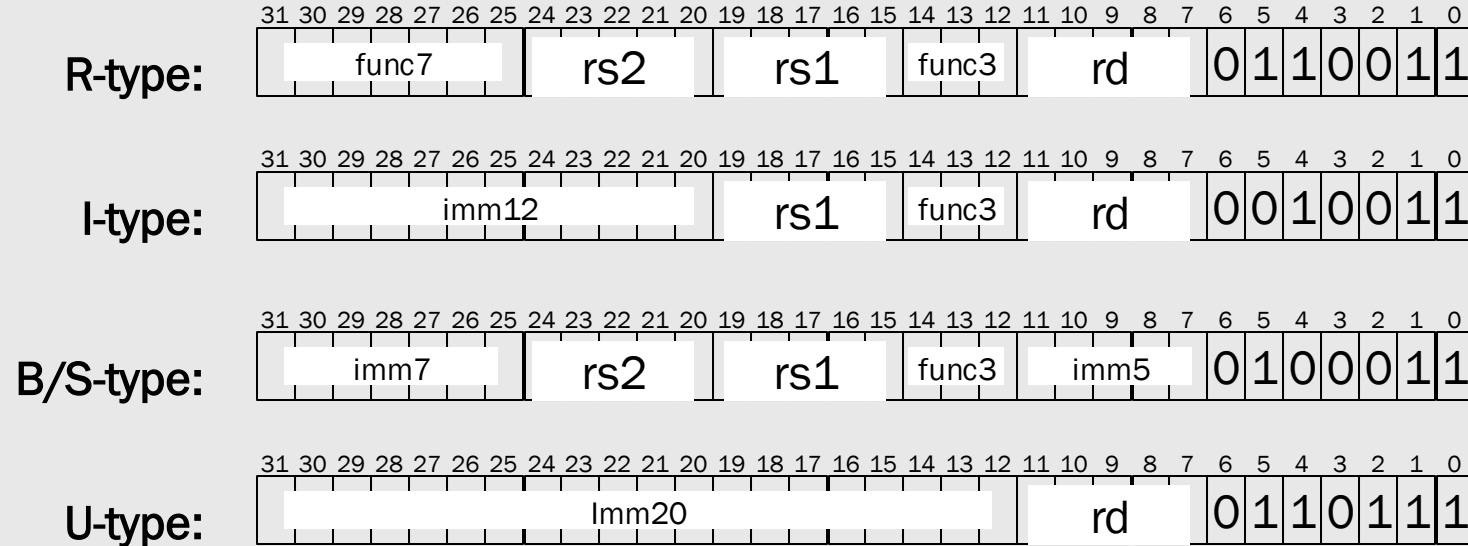 31 30 29 28 27 26 25 24 23 22 21 20 19 18 17 16 15 14 13 12 11 10 9 8 7 6 5 4 3 2 1 0
R-type: func7 rs2 rs1 func3 rd 0 1 1 0 0 1 1
31 30 29 28 27 26 25 24 23 22 21 20 19 18 17 16 15 14 13 12 11 10 9 8 7 6 5 4 3 2 1 0
I-type: imm12 rs1 func3 rd 0 0 1 0 0 1 1
31 30 29 28 27 26 25 24 23 22 21 20 19 18 17 16 15 14 13 12 11 10 9 8 7 6 5 4 3 2 1 0
B/S-type: imm7 rs2 rs1 func3 imm5 0 1 0 0 0 1 1
31 30 29 28 27 26 25 24 23 22 21 20 19 18 17 16 15 14 13 12 11 10 9 8 7 6 5 4 3 2 1 0
U-type: Imm20 rd 0 1 1 0 1 1 1